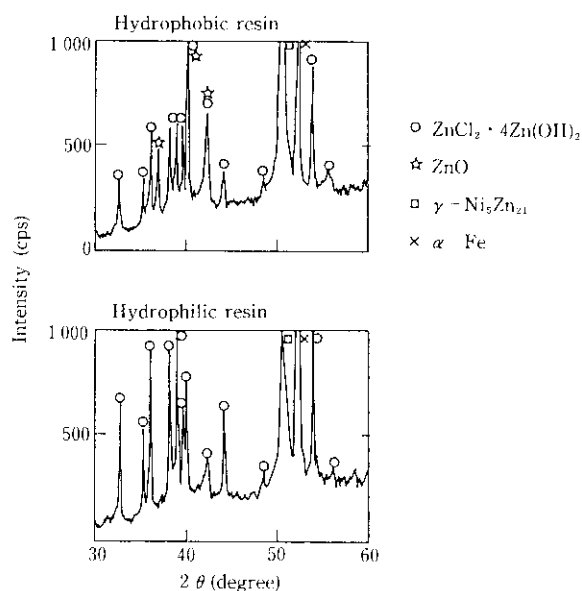 Hydrophobic resin
1 000
500
0
○ ZnCl₂・4Zn(OH)₂
☆ ZnO
□ γ－Ni₅Zn₂₁
× α Fe
Intensity (cps)
Hydrophilic resin
1 000
500
30 40 50 60
2 θ (degree)